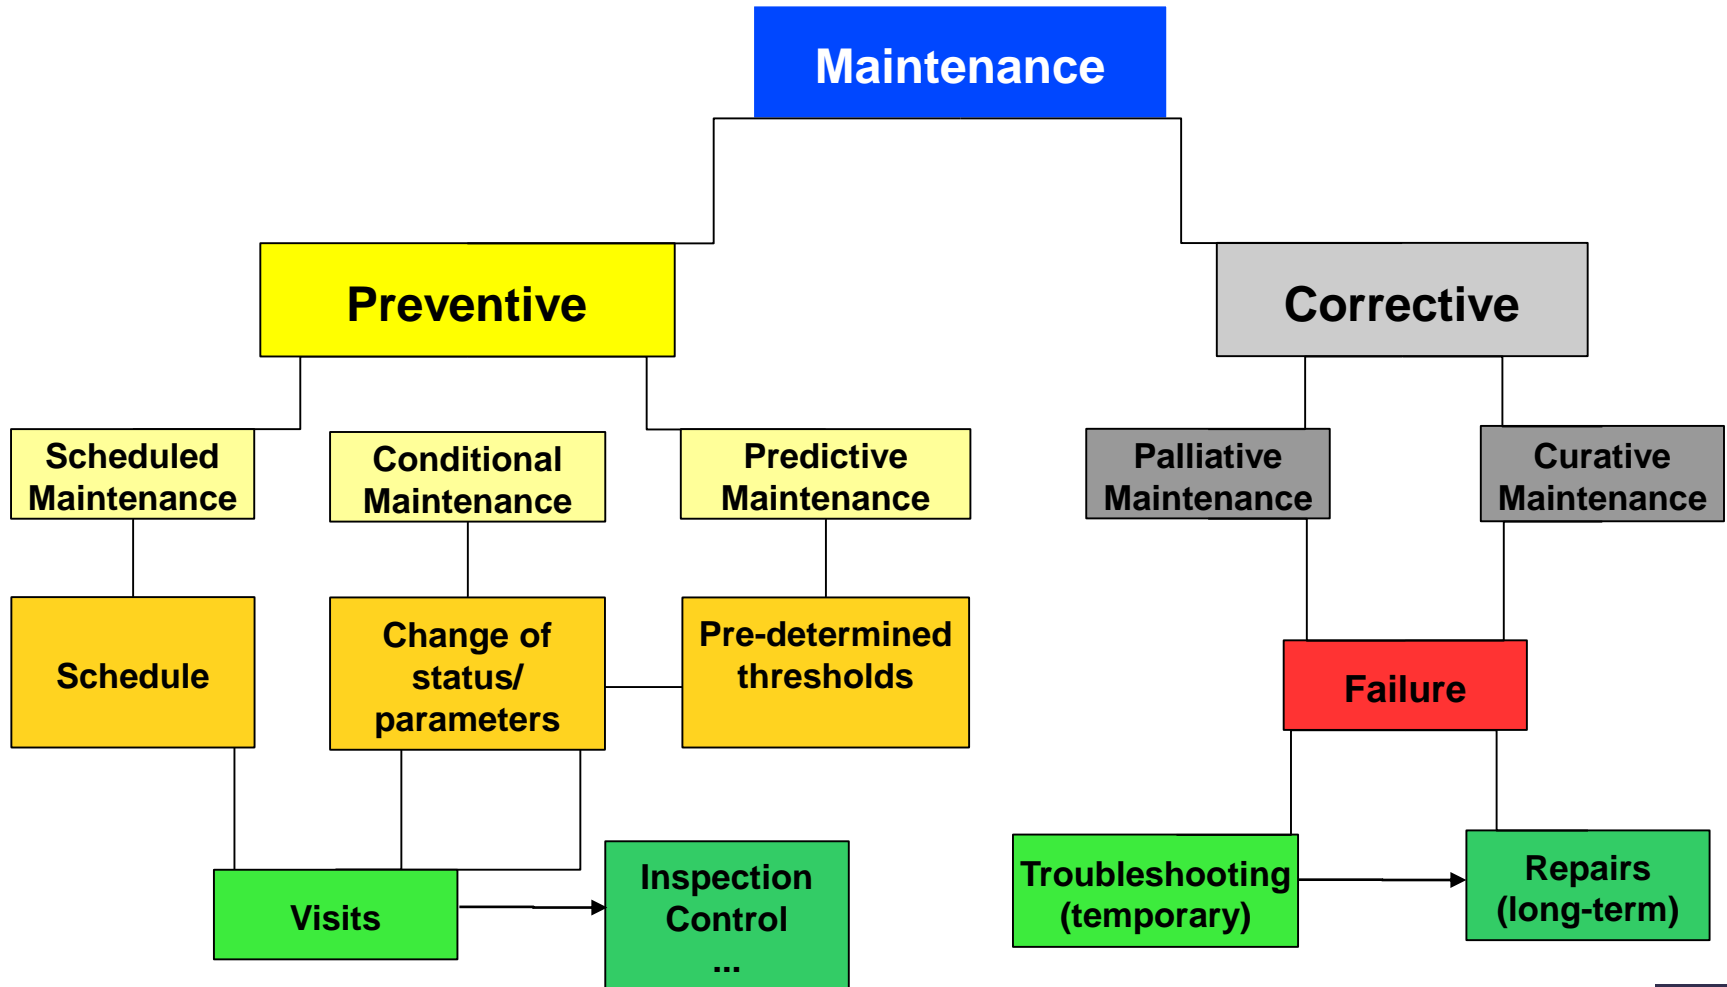 Maintenance
Preventive
Corrective
Scheduled
Maintenance
Conditional
Maintenance
Predictive
Maintenance
Palliative
Maintenance
Curative
Maintenance
Schedule
Change of
status/
parameters
Pre-determined
thresholds
Failure
Visits
Inspection
Control
...
Troubleshooting
(temporary)
Repairs
(long-term)